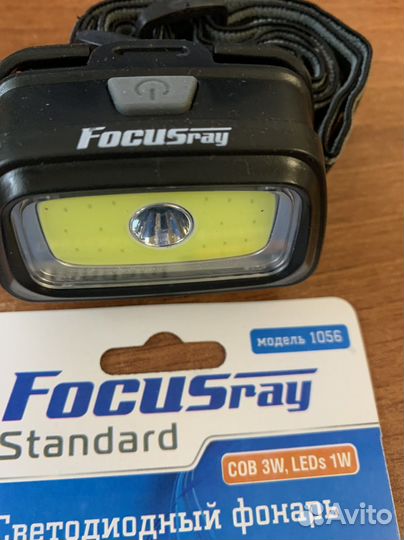 FOCUSray
модель 1056
FOCUSray
Standard
COB 3W, LEDs 1W
Светодиодный фонарь
Avito